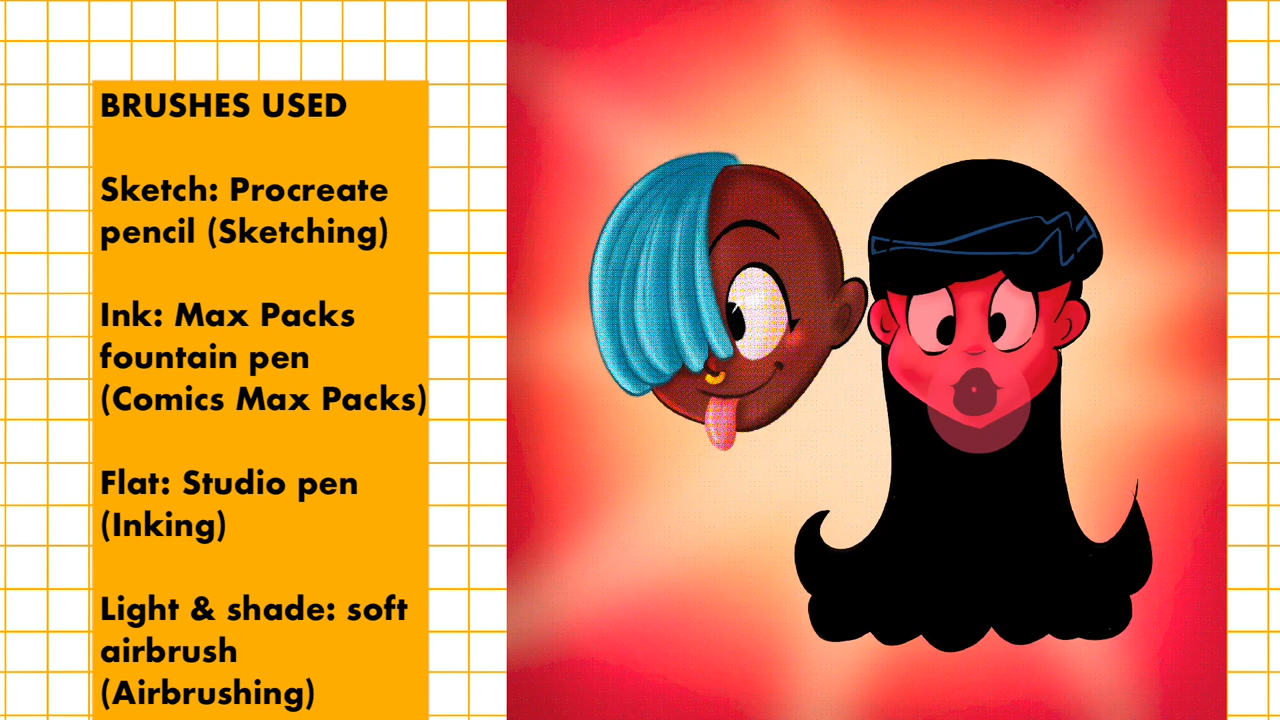 BRUSHES USED
Sketch: Procreate
pencil (Sketching)
Ink: Max Packs
fountain pen
(Comics Max Packs)
Flat: Studio pen
(Inking)
Light & shade: soft
airbrush
(Airbrushing)